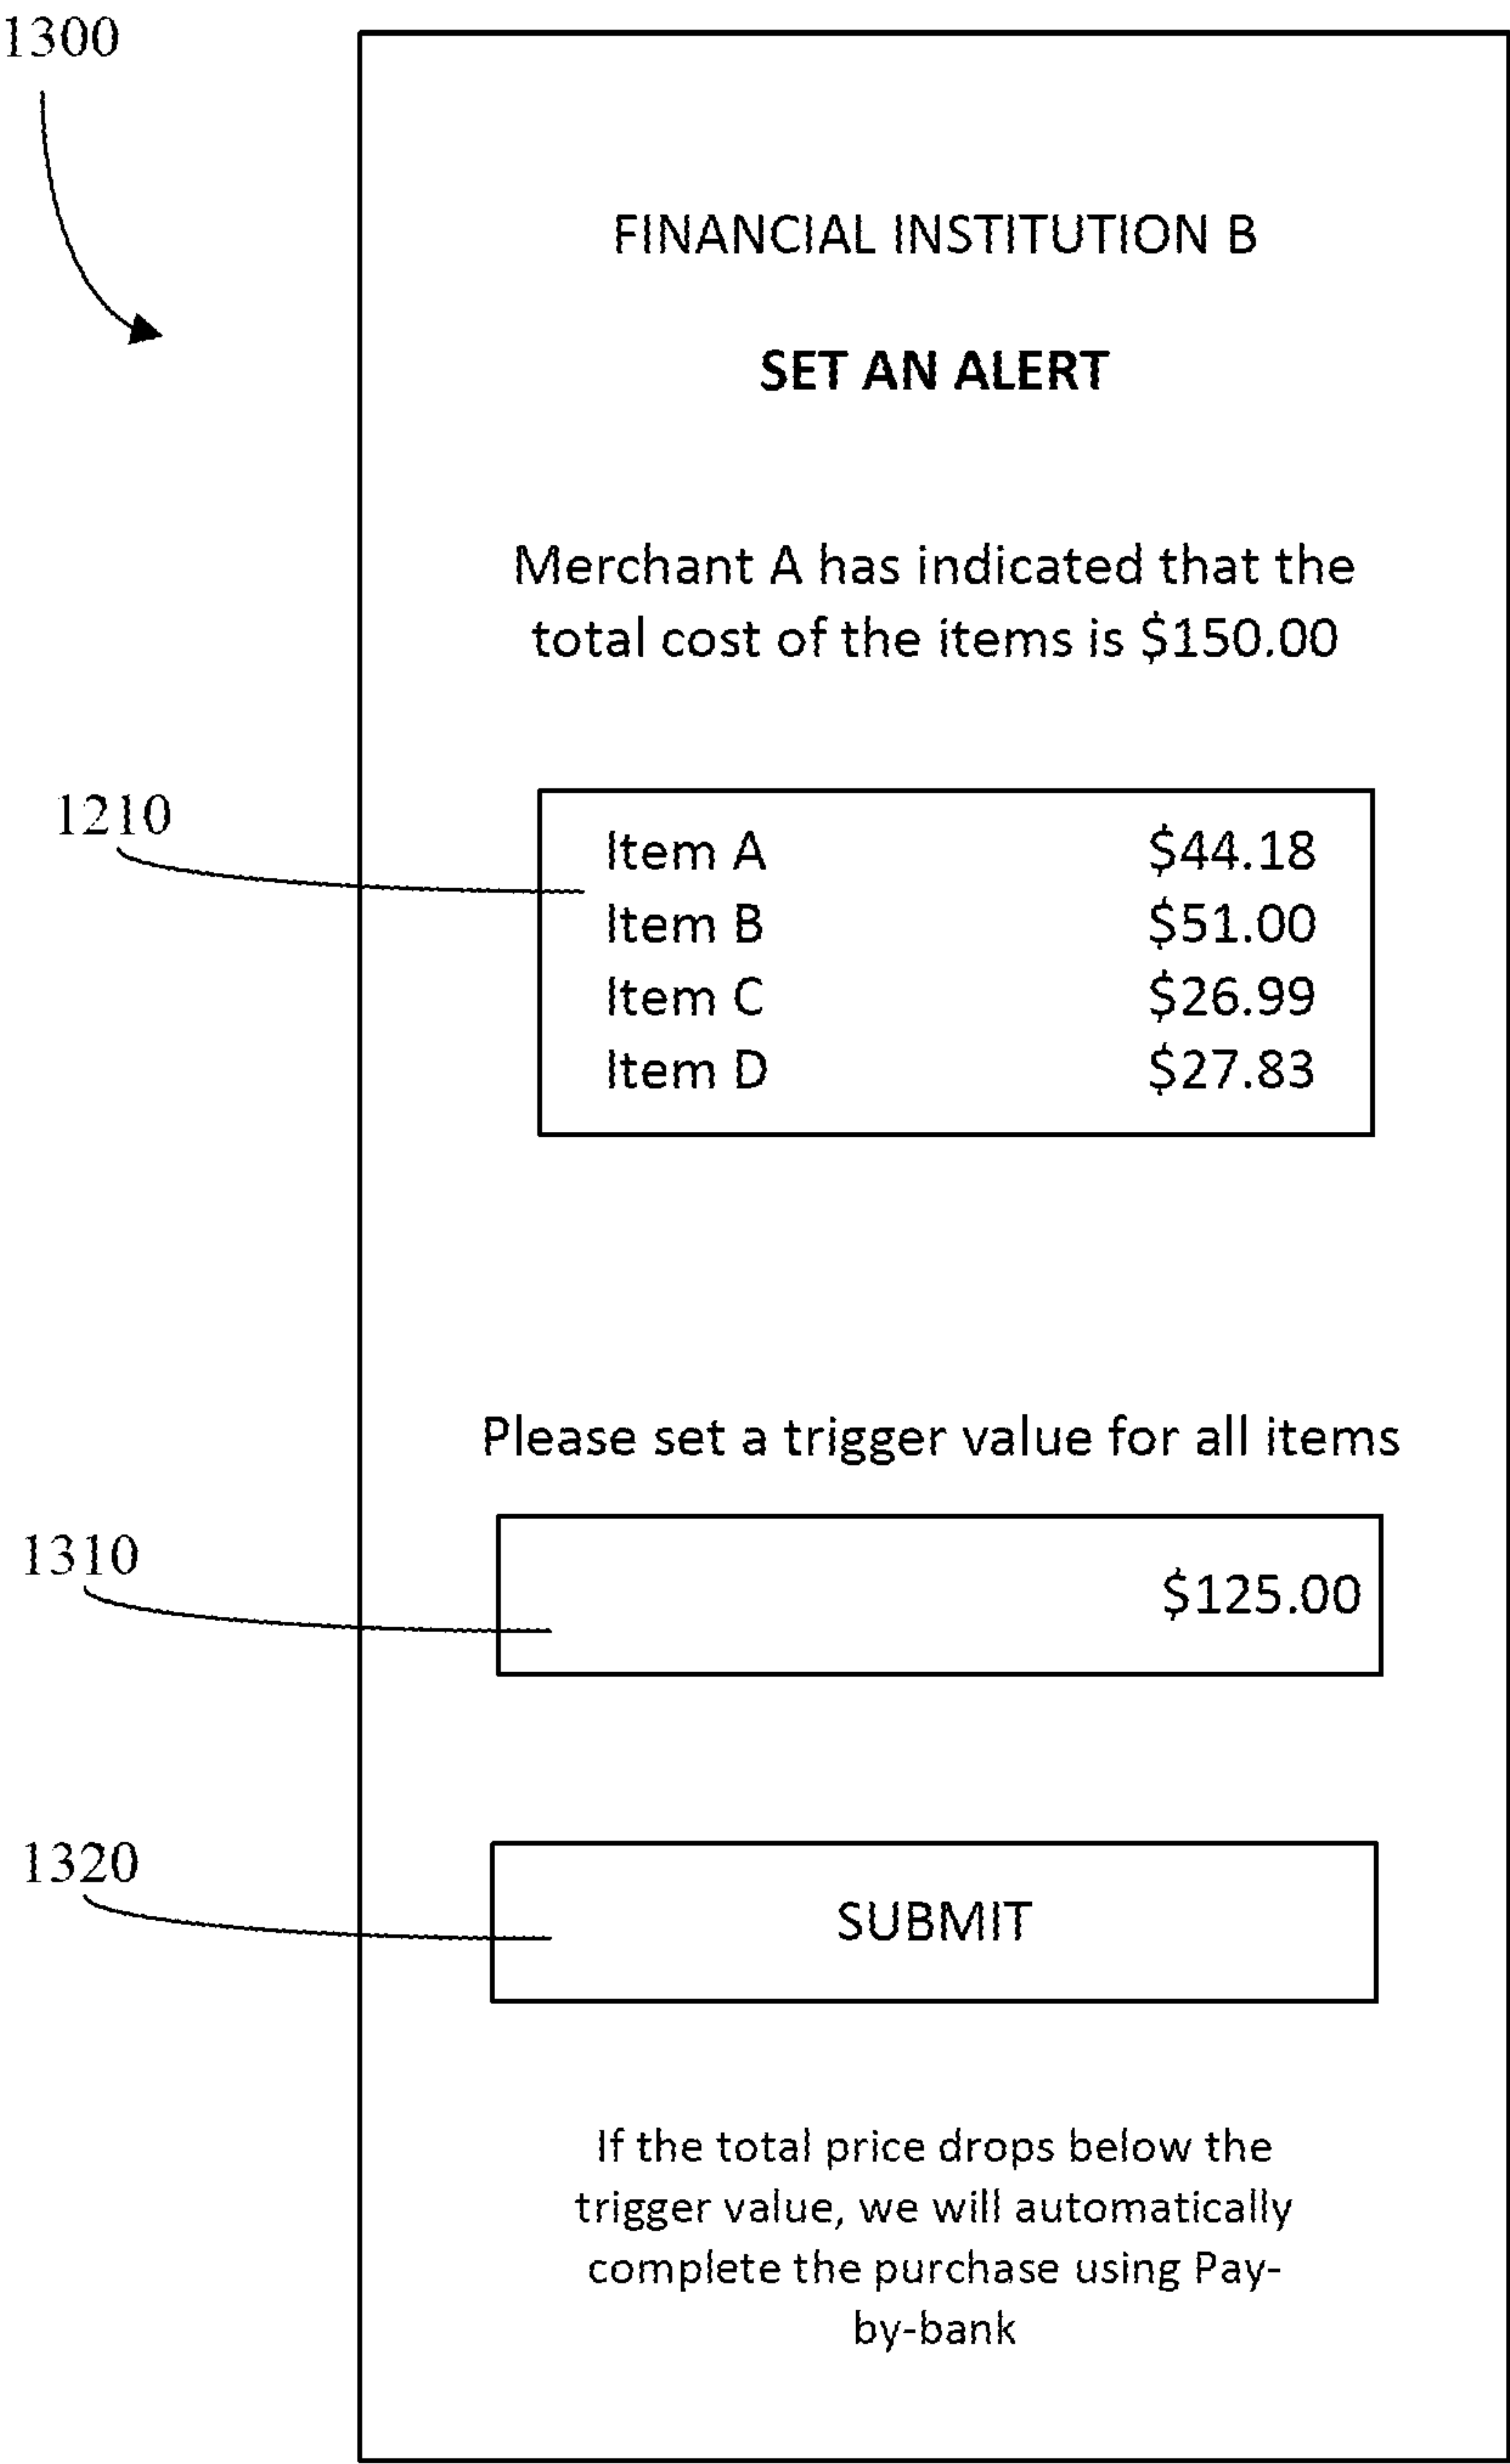 1300
FINANCIAL INSTITUTION B
SET AN ALERT
Merchant A has indicated that the
total cost of the items is $150.00
1210
Item A $44.18
Item B $51.00
Item C $26.99
Item D $27.83
Please set a trigger value for all items
1310
$125.00
1320
SUBMIT
If the total price drops below the
trigger value, we will automatically
complete the purchase using Pay-
by-bank